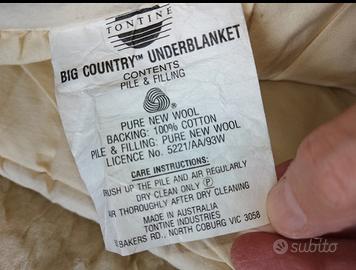 TONTINE
BIG COUNTRY™ UNDERBLANKET
CONTENTS
PILE & FILLING
PURE NEW WOOL
BACKING: 100% COTTON
PILE & FILLING: PURE NEW WOOL
LICENCE No. 5221/AA/93W
CARE INSTRUCTIONS:
RUSH UP THE PILE AND AIR REGULARLY
DRY CLEAN ONLY Ⓟ
AIR THOROUGHLY AFTER DRY CLEANING
MADE IN AUSTRALIA
TONTINE INDUSTRIES
BAKERS RD., NORTH COBURG VIC 3058
subito